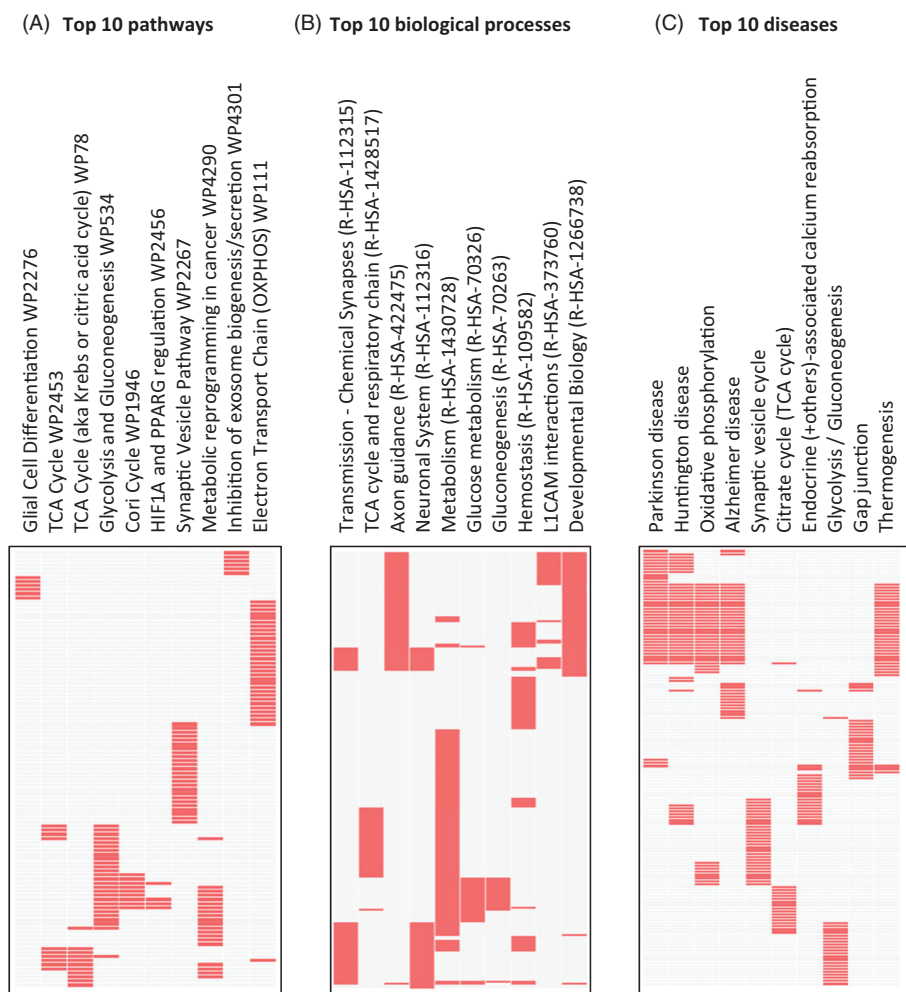 (A) Top 10 pathways
Glial Cell Differentiation WP2276
TCA Cycle WP2453
TCA Cycle (aka Krebs or citric acid cycle) WP78
Glycolysis and Gluconeogenesis WP534
Cori Cycle WP1946
HIF1A and PPARG regulation WP2456
Synaptic Vesicle Pathway WP2267
Metabolic reprogramming in cancer WP4290
Inhibition of exosome biogenesis/secretion WP4301
Electron Transport Chain (OXPHOS) WP111
(B) Top 10 biological processes
Transmission - Chemical Synapses (R-HSA-112315)
TCA cycle and respiratory chain (R-HSA-1428517)
Axon guidance (R-HSA-422475)
Neuronal System (R-HSA-112316)
Metabolism (R-HSA-1430728)
Glucose metabolism (R-HSA-70326)
Gluconeogenesis (R-HSA-70263)
Hemostasis (R-HSA-109582)
L1CAM interactions (R-HSA-373760)
Developmental Biology (R-HSA-1266738)
(C) Top 10 diseases
Parkinson disease
Huntington disease
Oxidative phosphorylation
Alzheimer disease
Synaptic vesicle cycle
Citrate cycle (TCA cycle)
Endocrine (+others)-associated calcium reabsorption
Glycolysis / Gluconeogenesis
Gap junction
Thermogenesis